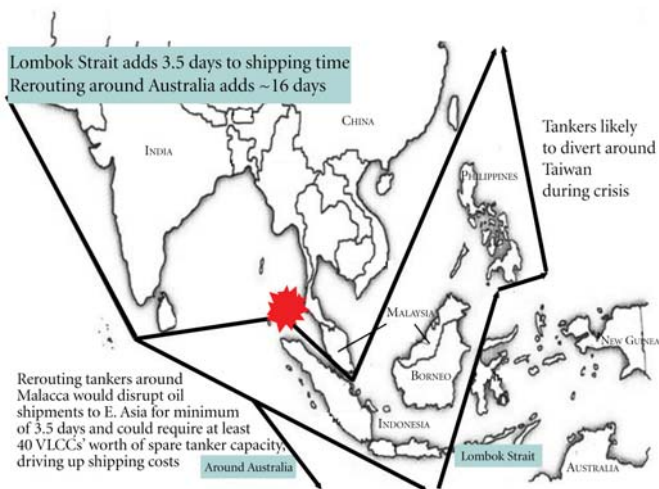 Lombok Strait adds 3.5 days to shipping time
Rerouting around Australia adds ~16 days
CHINA
INDIA
Tankers likely
to divert around
Taiwan
during crisis
PHILIPPINES
MALAYSIA
NEW GUINEA
BORNEO
INDONESIA
Rerouting tankers around
Malacca would disrupt oil
shipments to E. Asia for minimum
of 3.5 days and could require at least
40 VLCCs' worth of spare tanker capacity,
driving up shipping costs
Around Australia
Lombok Strait
AUSTRALIA